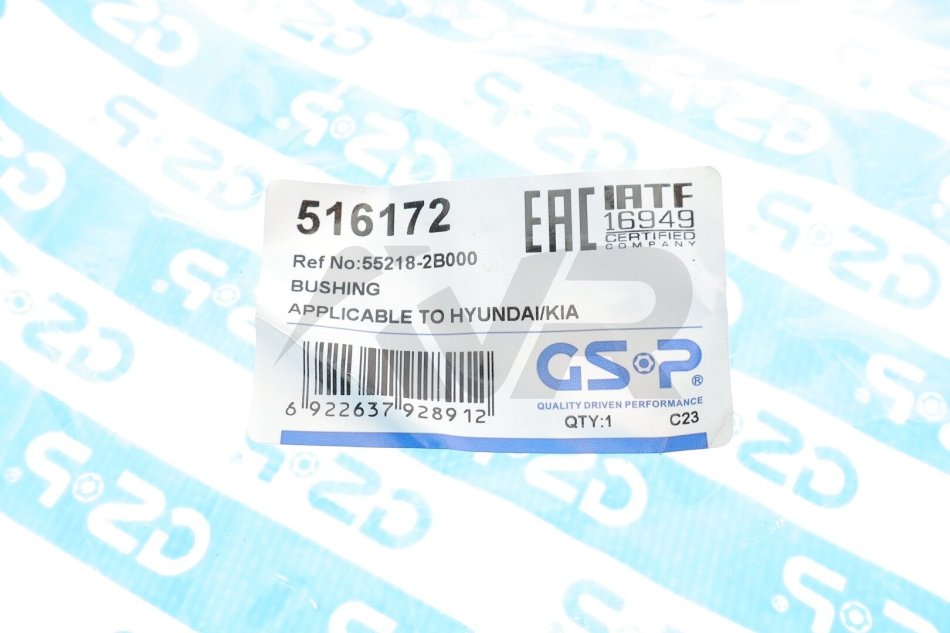 516172
EAC
IATF
16949
CERTIFIED
COMPANY
Ref No:55218-2B000
BUSHING
APPLICABLE TO HYUNDAI/KIA
GSP®
QUALITY DRIVEN PERFORMANCE
6 922637 928912
QTY:1
C23